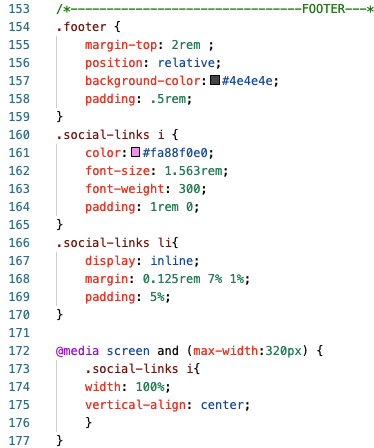 153 /*--------------------------------FOOTER---*
154 .footer {
155 margin-top: 2rem ;
156 position: relative;
157 background-color: #4e4e4e;
158 padding: .5rem;
159 }
160 .social-links i {
161 color: #fa88f0e0;
162 font-size: 1.563rem;
163 font-weight: 300;
164 padding: 1rem 0;
165 }
166 .social-links li{
167 display: inline;
168 margin: 0.125rem 7% 1%;
169 padding: 5%;
170 }
171
172 @media screen and (max-width:320px) {
173 .social-links i{
174 width: 100%;
175 vertical-align: center;
176 }
177 }